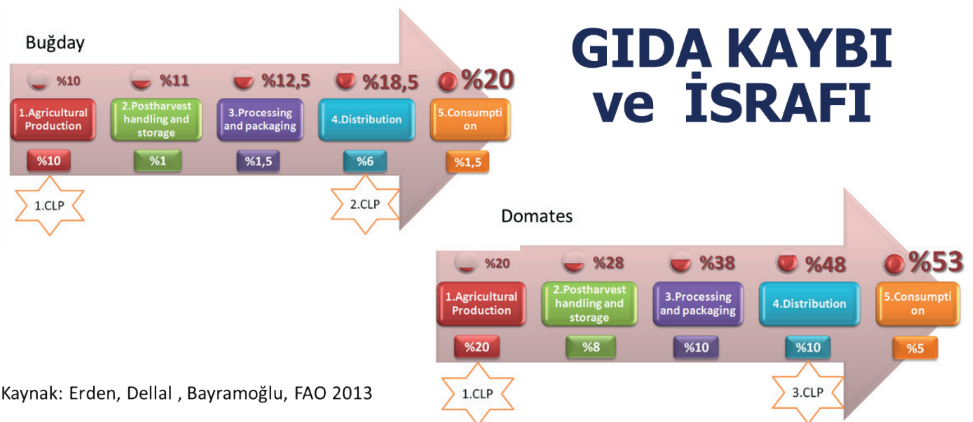 GIDA KAYBI
ve İSRAFI
Buğday
%10 %11 %12,5 %18,5 %20
1.Agricultural
Production
2.Postharvest
handling and
storage
3.Processing
and packaging
4.Distribution
5.Consumpti
on
%10 %1 %1,5 %6 %1,5
1.CLP 2.CLP
Domates
%20 %28 %38 %48 %53
1.Agricultural
Production
2.Postharvest
handling and
storage
3.Processing
and packaging
4.Distribution
5.Consumpti
on
%20 %8 %10 %10 %5
1.CLP 3.CLP
Kaynak: Erden, Dellal , Bayramoğlu, FAO 2013